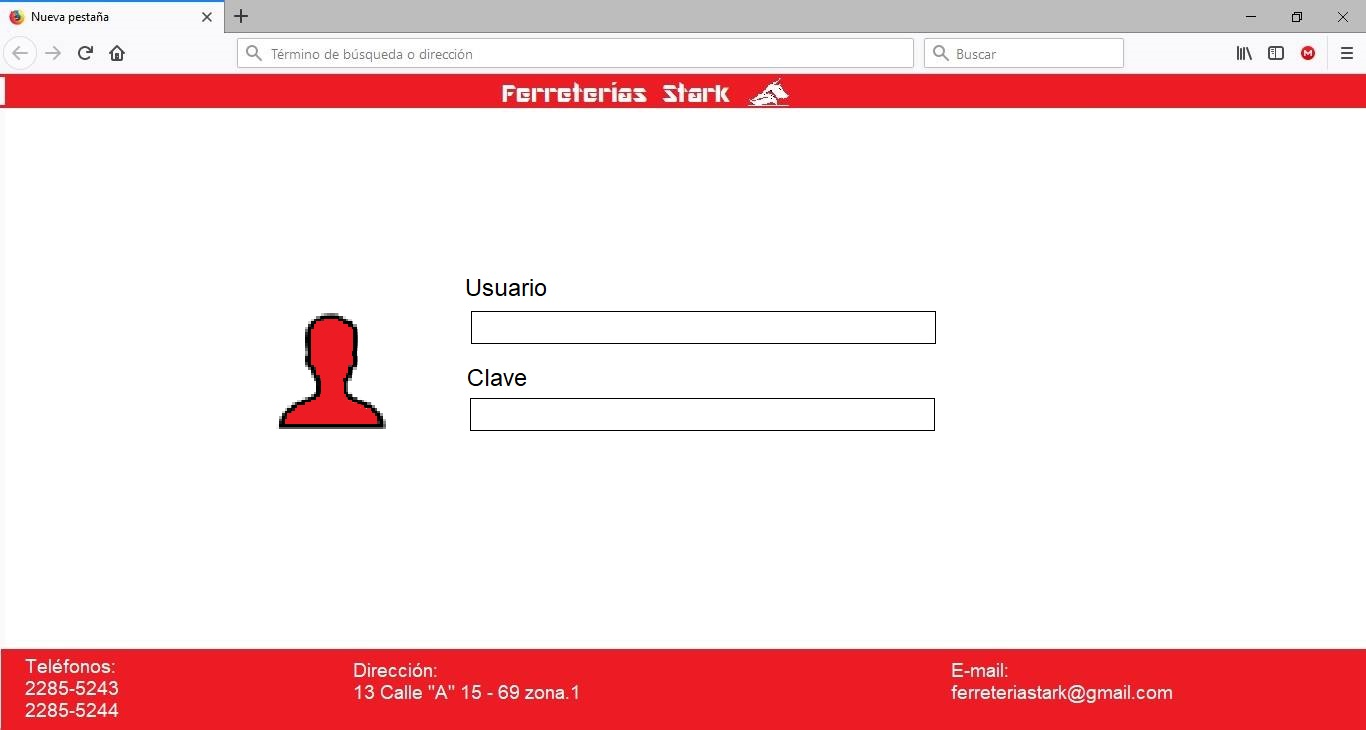 Nueva pestaña
Término de búsqueda o dirección
Buscar
M
Ferreterias Stark
Usuario
Clave
Teléfonos:
2285-5243
2285-5244
Dirección:
13 Calle "A" 15 - 69 zona.1
E-mail:
ferreteriastark@gmail.com